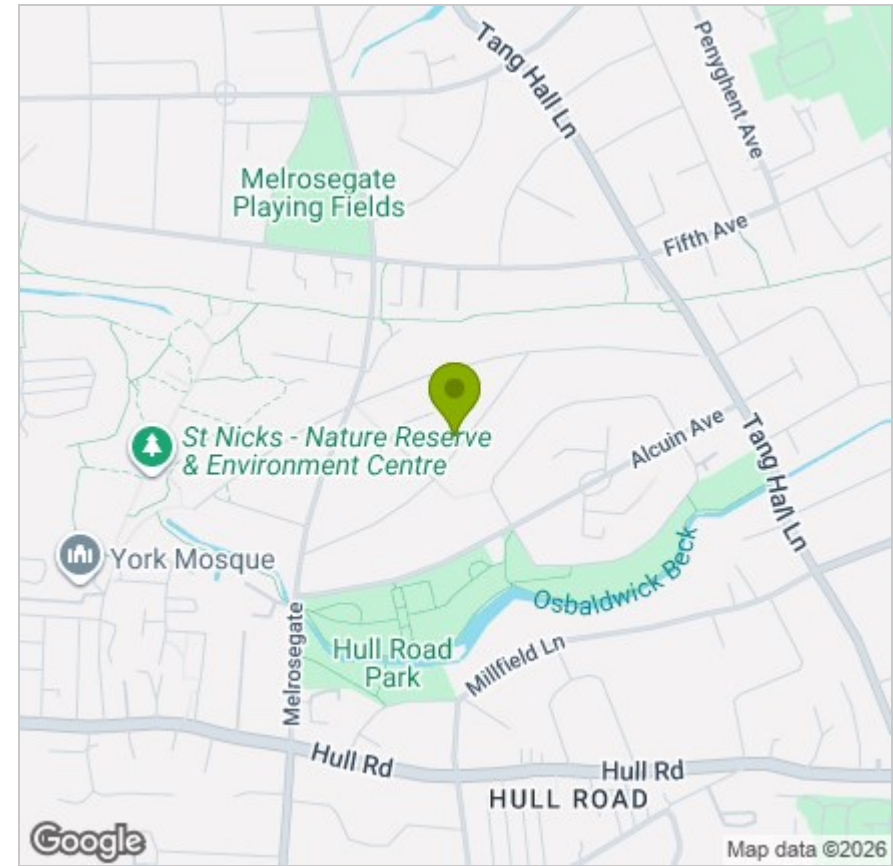 Tang Hall Ln
Penyghent Ave
Melrosegate
Playing Fields
Fifth Ave
St Nicks - Nature Reserve
& Environment Centre
Alcuin Ave
Tang Hall Ln
York Mosque
Osbaldwick Beck
Melrosegate
Hull Road
Park
Millfield Ln
Hull Rd
Hull Rd
HULL ROAD
Google
Map data ©2026